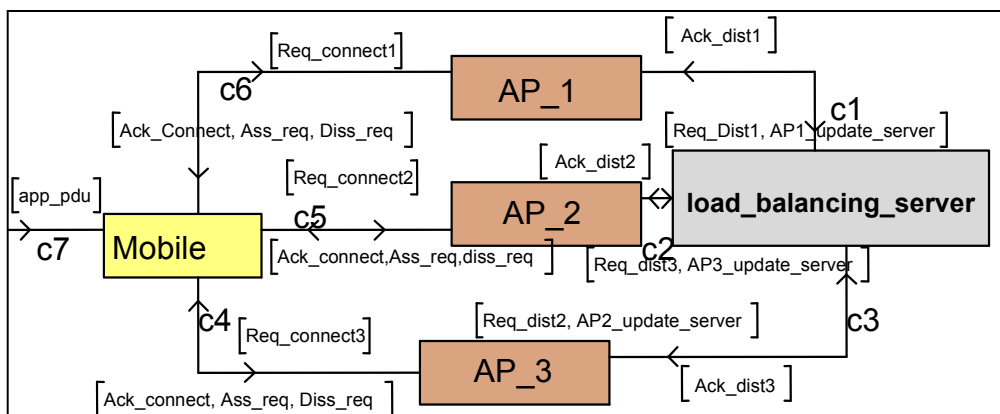 [Req_connect1]
[Ack_dist1]
c6
AP_1
c1
[Ack_Connect, Ass_req, Diss_req]
[Req_Dist1, AP1_update_server]
[Req_connect2]
[Ack_dist2]
[app_pdu]
c5
AP_2
load_balancing_server
c7
Mobile
c2
[Ack_connect,Ass_req,diss_req]
[Req_dist3, AP3_update_server]
c4
[Req_connect3]
[Req_dist2, AP2_update_server]
c3
AP_3
[Ack_dist3]
[Ack_connect, Ass_req, Diss_req]